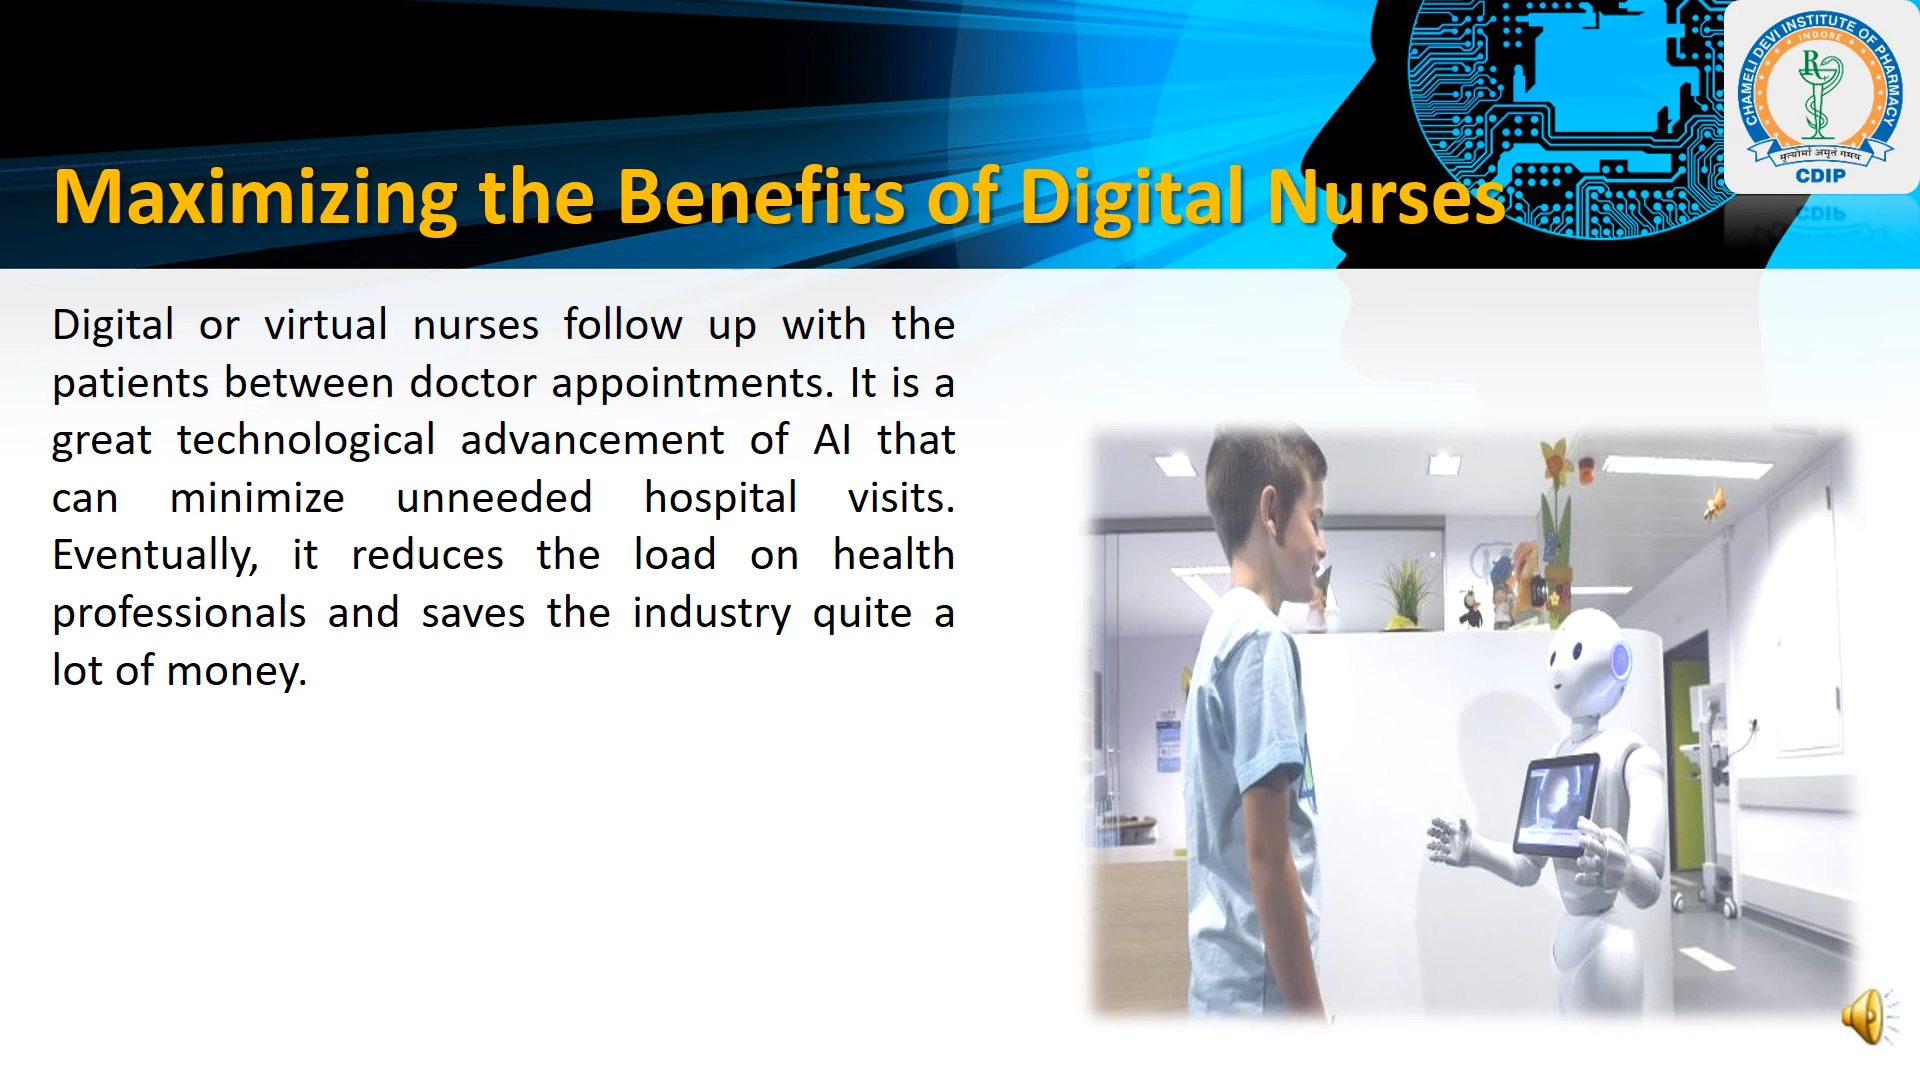 CHAMELI DEVI INSTITUTE OF PHARMACY
INDORE
R
मृत्योर्मा अमृतं गमय
CDIP
Maximizing the Benefits of Digital Nurses
Digital or virtual nurses follow up with the
patients between doctor appointments. It is a
great technological advancement of AI that
can minimize unneeded hospital visits.
Eventually, it reduces the load on health
professionals and saves the industry quite a
lot of money.